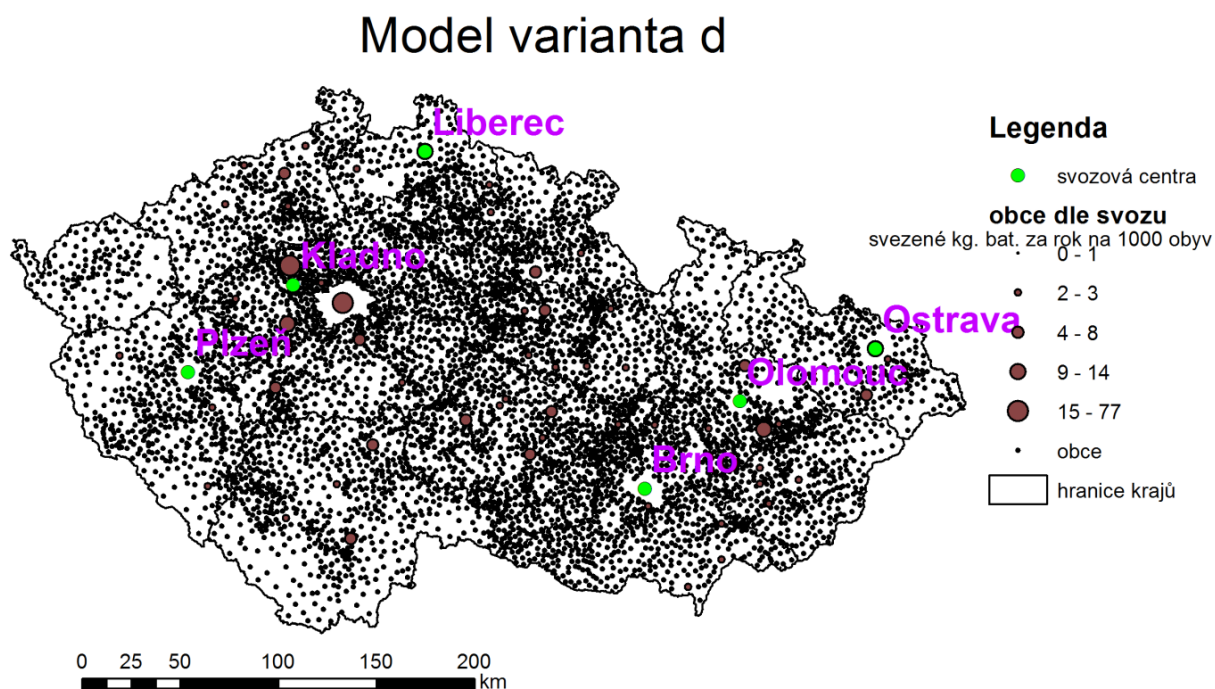 Model varianta d
Liberec
Kladno
Plzeň
Ostrava
Olomouc
Brno
Legenda
svozová centra
obce dle svozu
svezené kg. bat. za rok na 1000 obyv
0 - 1
2 - 3
4 - 8
9 - 14
15 - 77
obce
hranice krajů
0 25 50 100 150 200
km